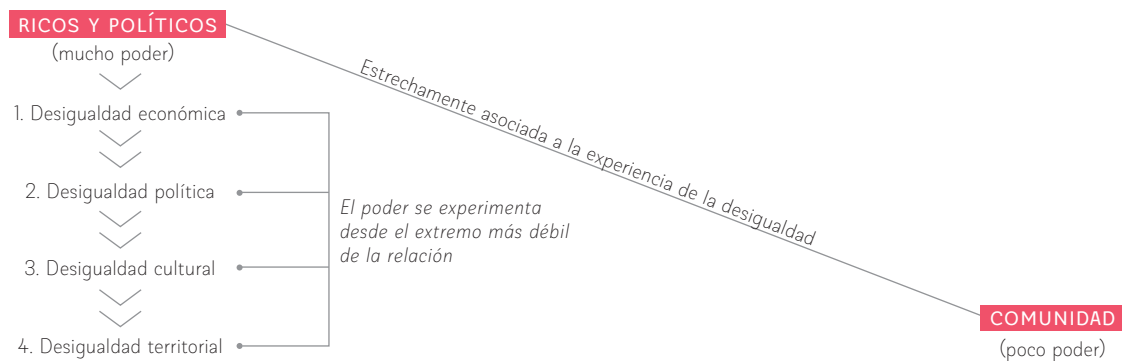 RICOS Y POLÍTICOS
(mucho poder)
Estrechamente asociada a la experiencia de la desigualdad
1. Desigualdad económica
2. Desigualdad política
El poder se experimenta
desde el extremo más débil
de la relación
3. Desigualdad cultural
4. Desigualdad territorial
COMUNIDAD
(poco poder)